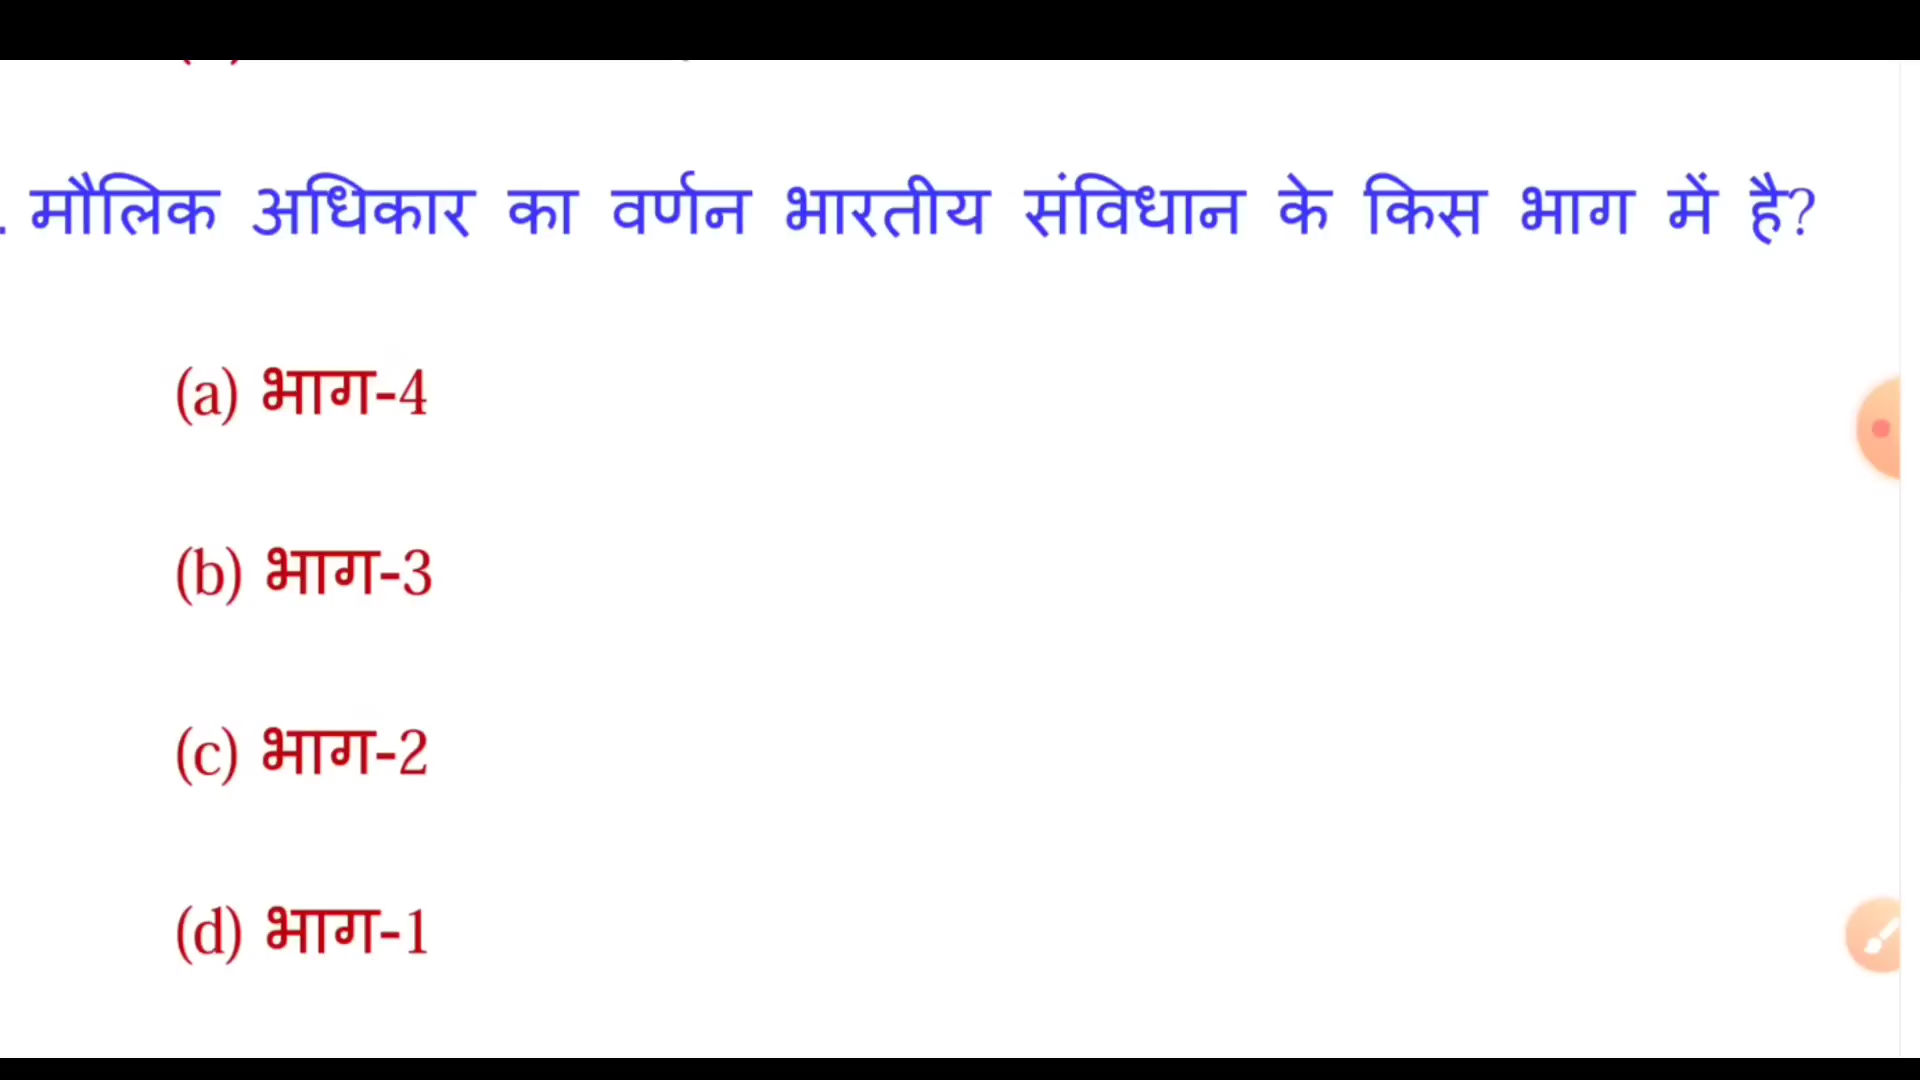 . मौलिक अधिकार का वर्णन भारतीय संविधान के किस भाग में है?
(a) भाग-4
(b) भाग-3
(c) भाग-2
(d) भाग-1